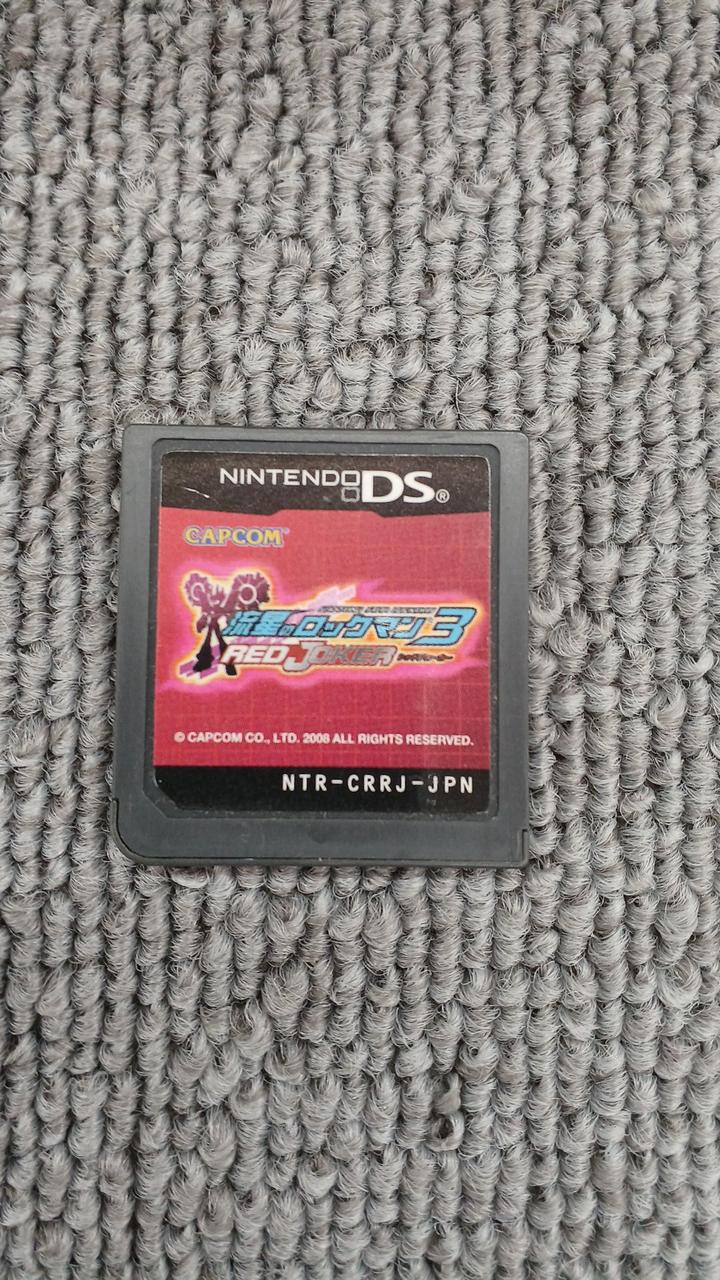 NINTENDO DS®
CAPCOM
流星のロックマン3
RED JOKER
© CAPCOM CO., LTD. 2008 ALL RIGHTS RESERVED.
NTR-CRRJ-JPN